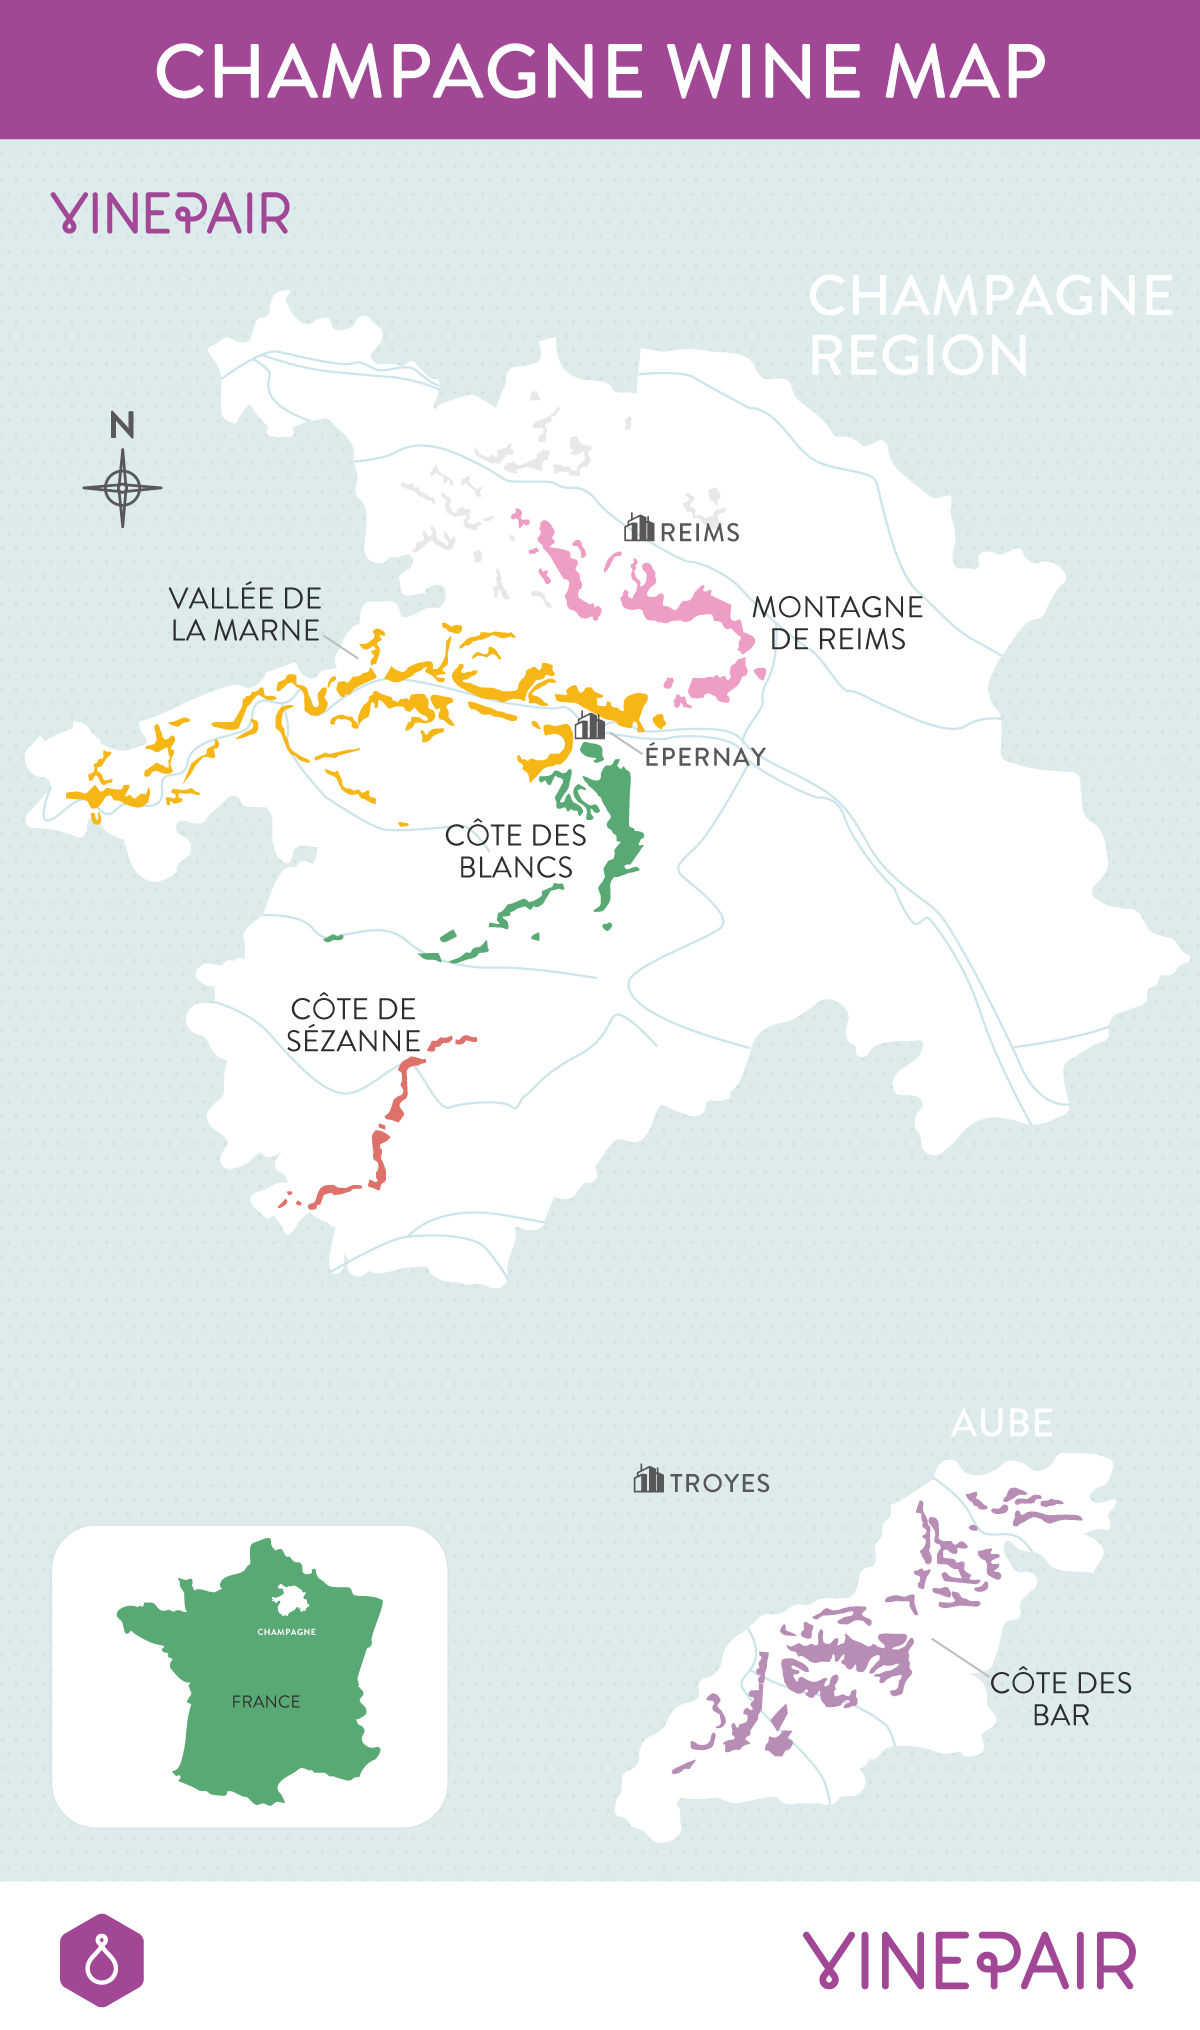 CHAMPAGNE WINE MAP
VINEPAIR
CHAMPAGNE
REGION
N
REIMS
VALLÉE DE
LA MARNE
MONTAGNE
DE REIMS
ÉPERNAY
CÔTE DES
BLANCS
CÔTE DE
SÉZANNE
AUBE
TROYES
CHAMPAGNE
FRANCE
CÔTE DES
BAR
VINEPAIR